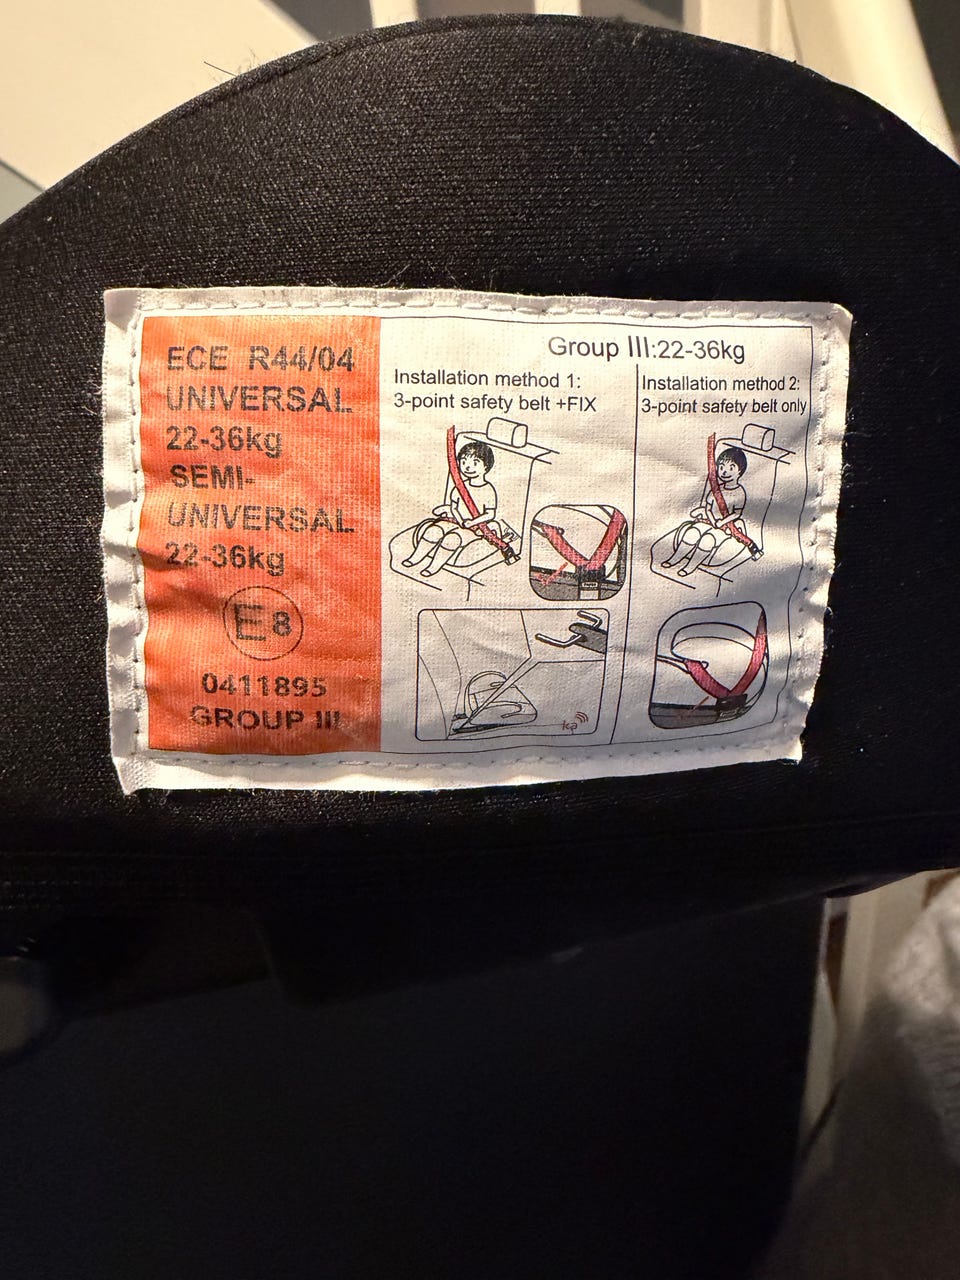 ECE R44/04
UNIVERSAL
22-36kg
SEMI-
UNIVERSAL
22-36kg
E8
0411895
GROUP III
Group III:22-36kg
Installation method 1:
3-point safety belt +FIX
Installation method 2:
3-point safety belt only